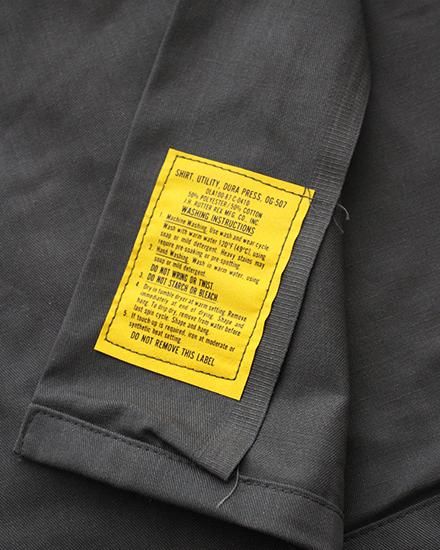 SHIRT, UTILITY, DURA PRESS, OG-507
DLA100-87-C-0410
50% POLYESTER/50% COTTON
J.H. RUTTER REX MFG. CO., INC
WASHING INSTRUCTIONS
1. Machine Washing. Use wash and wear cycle.
Wash with warm water 120°F (49°C), using
soap or mild detergent. Heavy stains may
require pre-soaking or pre-spotting.
2. Hand Washing. Wash in warm water, using
soap or mild detergent.
DO NOT WRING OR TWIST.
DO NOT STARCH OR BLEACH
4. Dry in tumble dryer at warm setting. Remove
immediately at end of drying. Shape and
hang. To drip dry, remove from water before
fast spin cycle. Shape and hang.
5. If touch-up is required, iron at moderate or
synthetic heat setting.
DO NOT REMOVE THIS LABEL